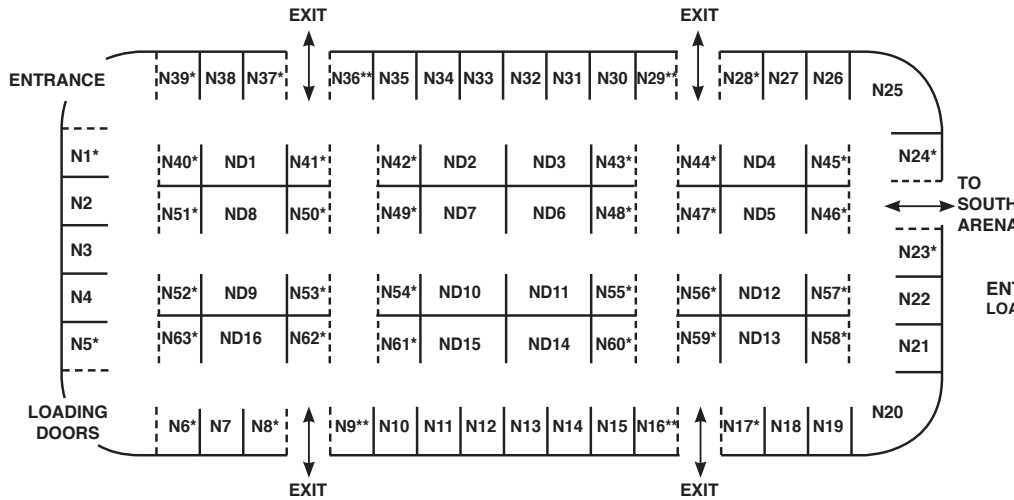 EXIT EXIT
ENTRANCE
N39* N38 N37* N36** N35 N34 N33 N32 N31 N30 N29** N28* N27 N26
N25
N1* N40* ND1 N41* N42* ND2 ND3 N43* N44* ND4 N45* N24*
TO
SOUTH
ARENA
N2 N51* ND8 N50* N49* ND7 ND6 N48* N47* ND5 N46*
N3 N23*
N4 N52* ND9 N53* N54* ND10 ND11 N55* N56* ND12 N57* N22
ENT
LOA
N5* N63* ND16 N62* N61* ND15 ND14 N60* N59* ND13 N58* N21
LOADING
DOORS
N20
N6* N7 N8* N9** N10 N11 N12 N13 N14 N15 N16** N17* N18 N19
EXIT EXIT